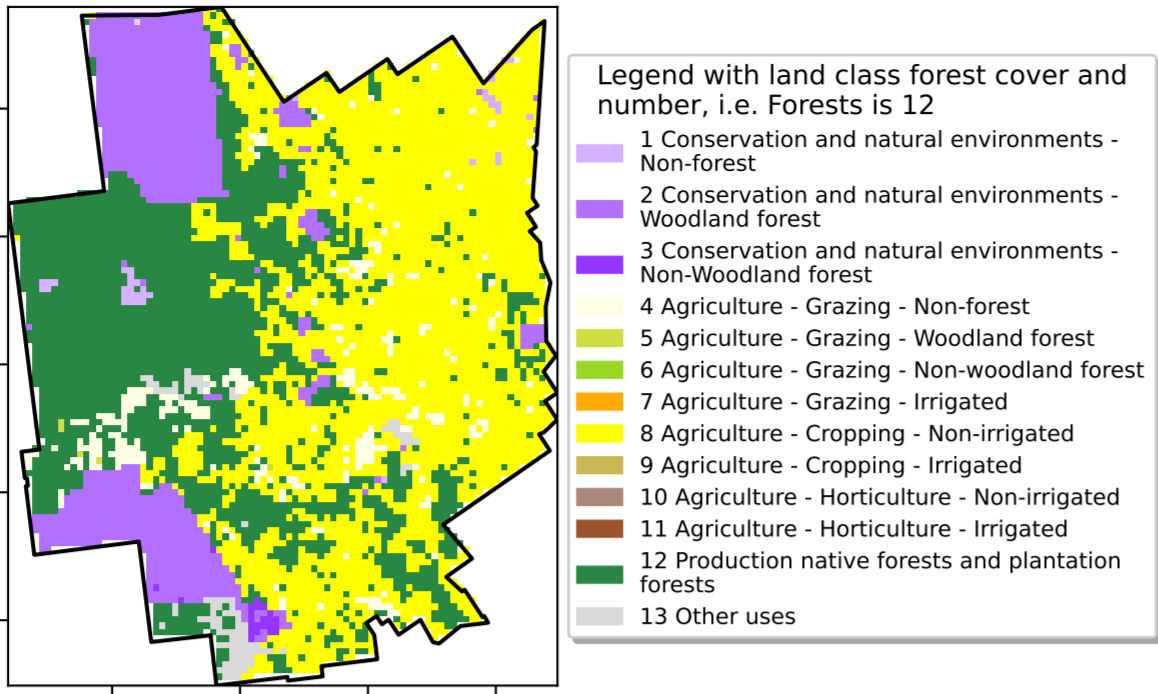 Legend with land class forest cover and
number, i.e. Forests is 12
1 Conservation and natural environments -
Non-forest
2 Conservation and natural environments -
Woodland forest
3 Conservation and natural environments -
Non-Woodland forest
4 Agriculture - Grazing - Non-forest
5 Agriculture - Grazing - Woodland forest
6 Agriculture - Grazing - Non-woodland forest
7 Agriculture - Grazing - Irrigated
8 Agriculture - Cropping - Non-irrigated
9 Agriculture - Cropping - Irrigated
10 Agriculture - Horticulture - Non-irrigated
11 Agriculture - Horticulture - Irrigated
12 Production native forests and plantation
forests
13 Other uses